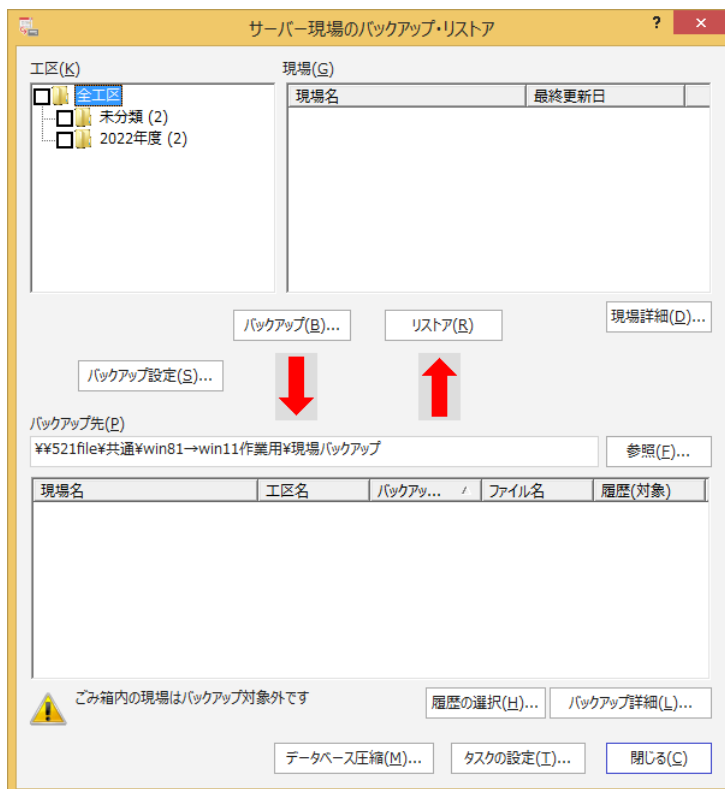 サーバー現場のバックアップ・リストア
? ×
工区(K) 現場(G)
全工区
未分類 (2)
2022年度 (2)
現場名 最終更新日
バックアップ(B)... リストア(R) 現場詳細(D)...
バックアップ設定(S)...
バックアップ先(P)
¥¥521file¥共通¥win81→win11作業用¥現場バックアップ 参照(F)...
現場名 工区名 バックアッ... ファイル名 履歴(対象)
ごみ箱内の現場はバックアップ対象外です
履歴の選択(H)... バックアップ詳細(L)...
データベース圧縮(M)... タスクの設定(T)... 閉じる(C)